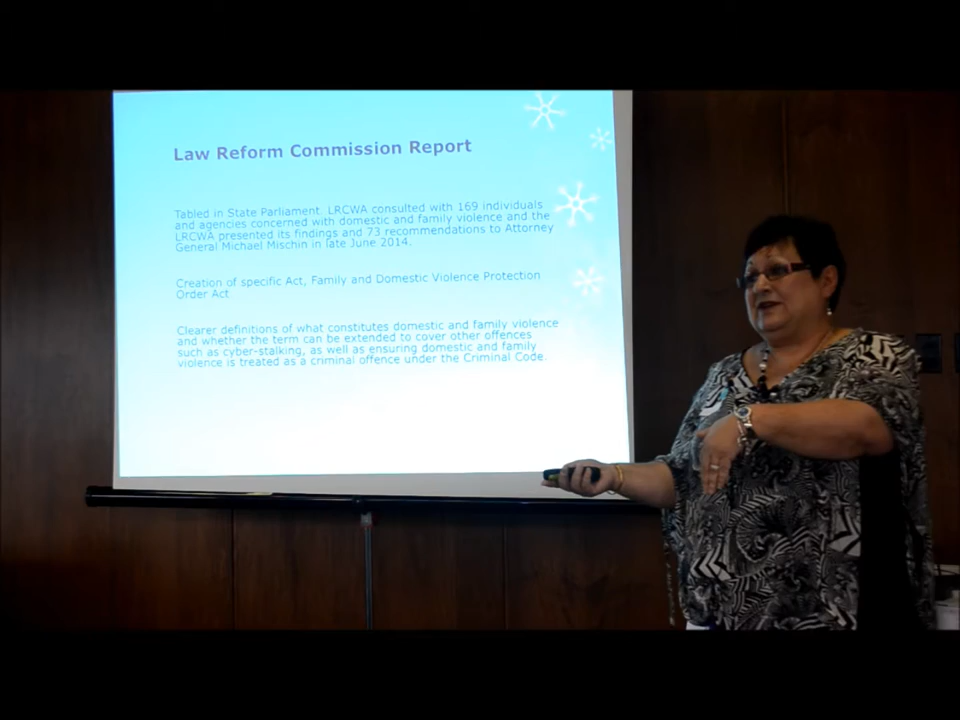 Law Reform Commission Report
Tabled in State Parliament. LRCWA consulted with 169 individuals
and agencies concerned with domestic and family violence and the
LRCWA presented its findings and 73 recommendations to Attorney
General Michael Mischin in late June 2014.
Creation of specific Act, Family and Domestic Violence Protection
Order Act
Clearer definitions of what constitutes domestic and family violence
and whether the term can be extended to cover other offences
such as cyber-stalking, as well as ensuring domestic and family
violence is treated as a criminal offence under the Criminal Code.